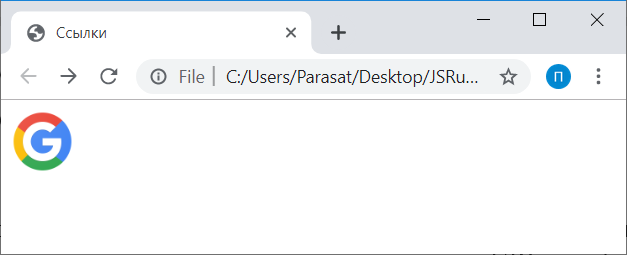 Ссылки
File | C:/Users/Parasat/Desktop/JSRu... П
G